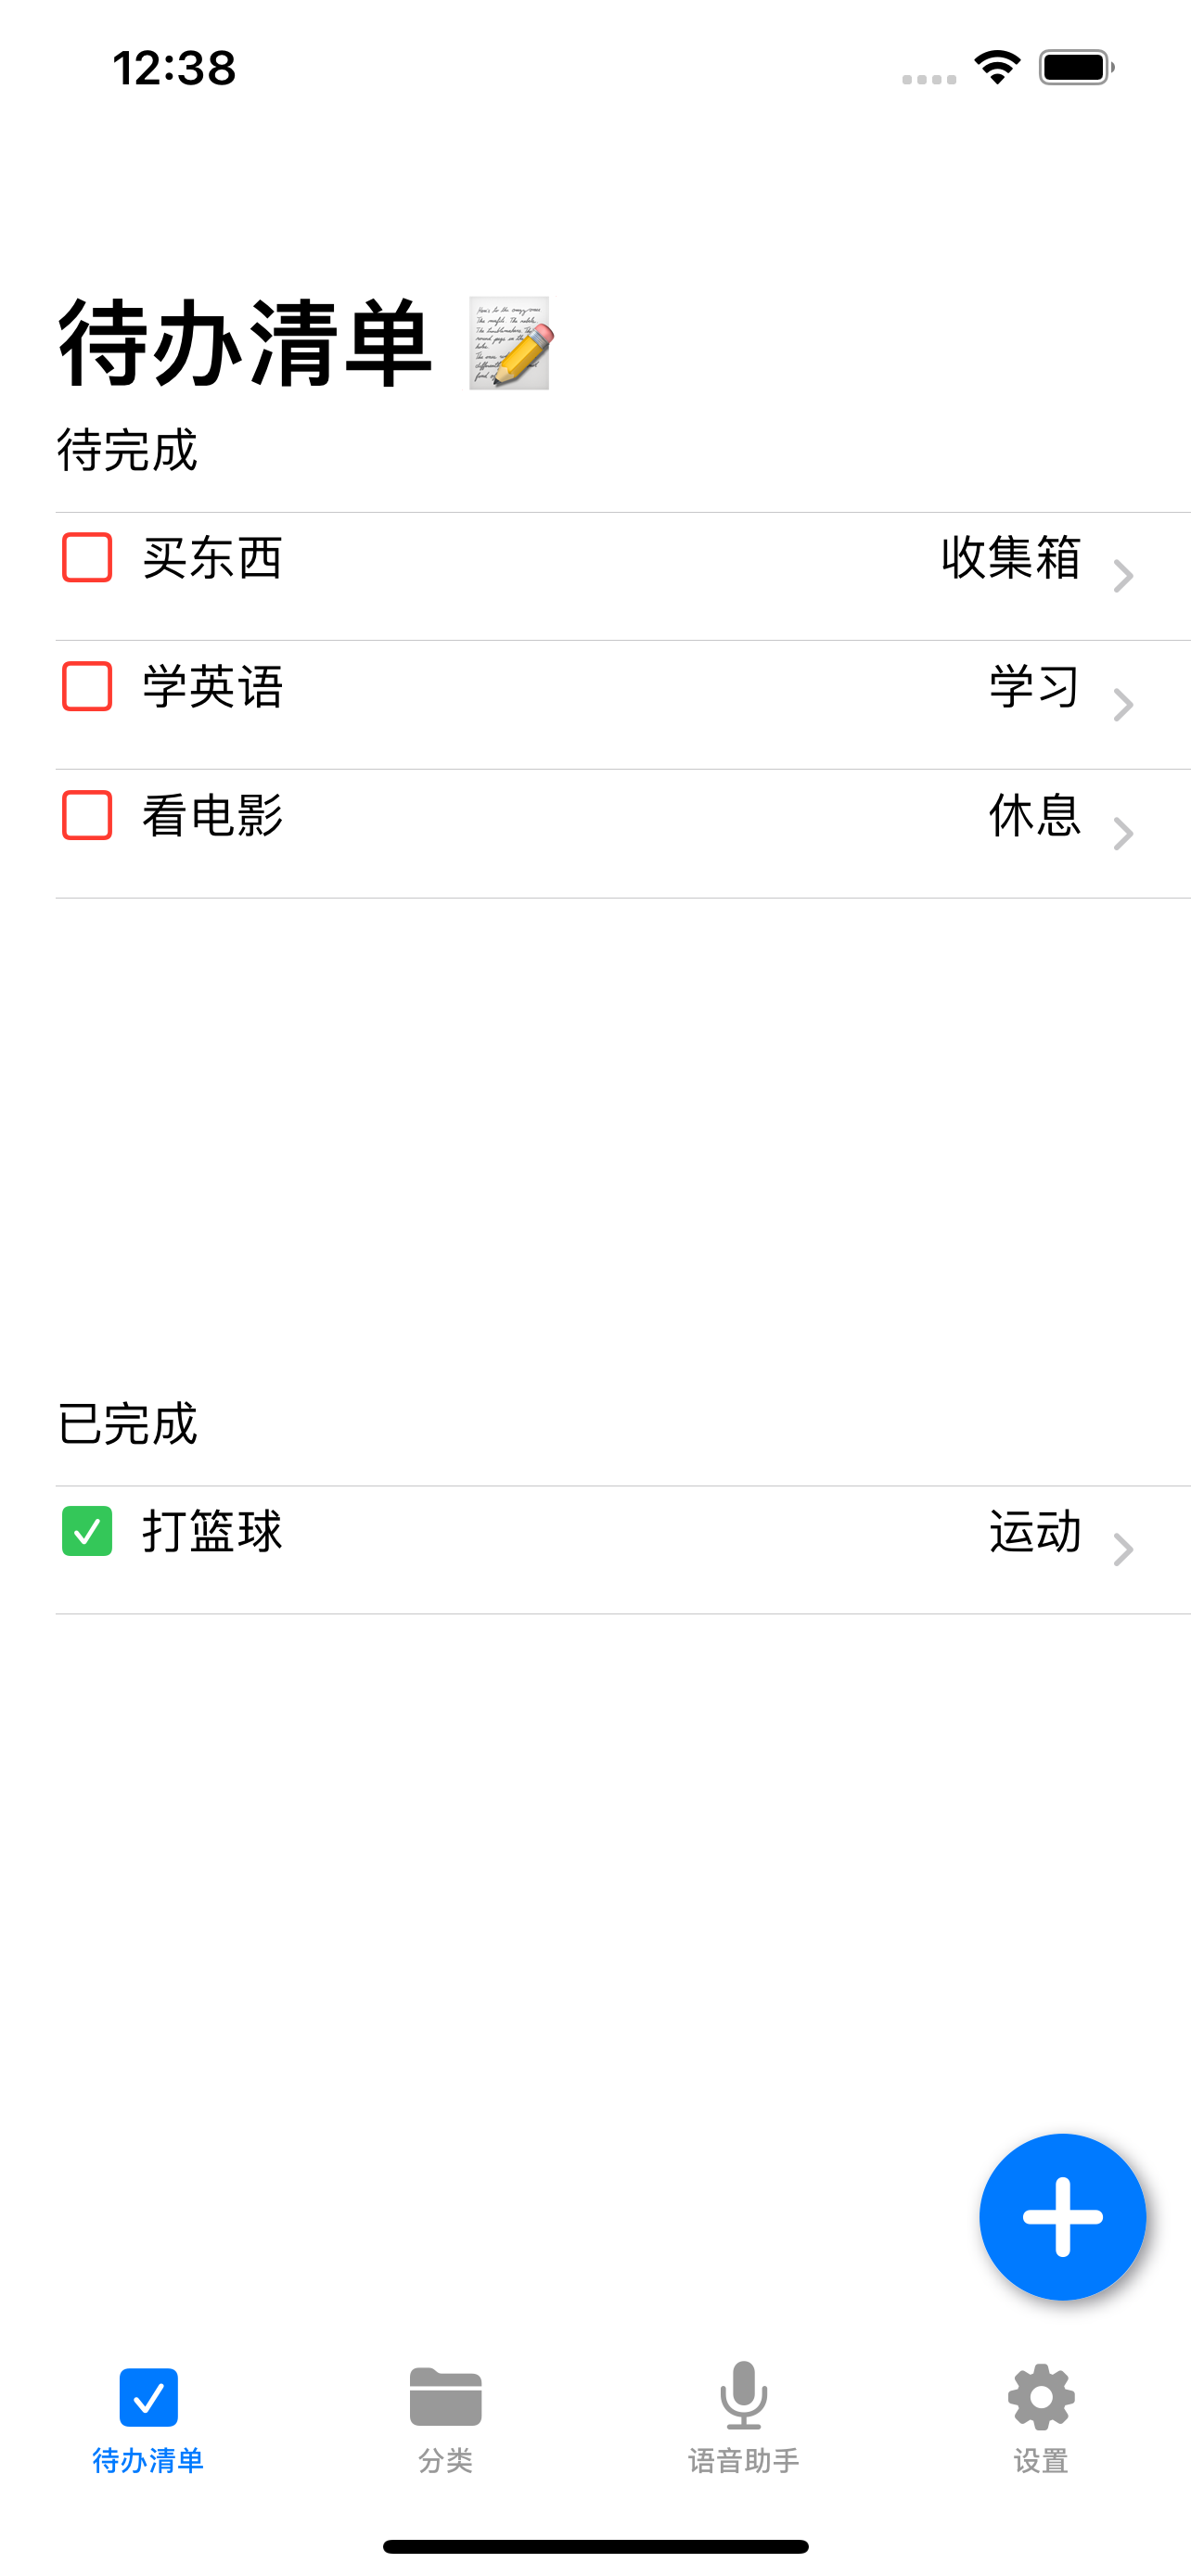 12:38
待办清单
待完成
买东西 收集箱
学英语 学习
看电影 休息
已完成
打篮球 运动
待办清单 分类 语音助手 设置